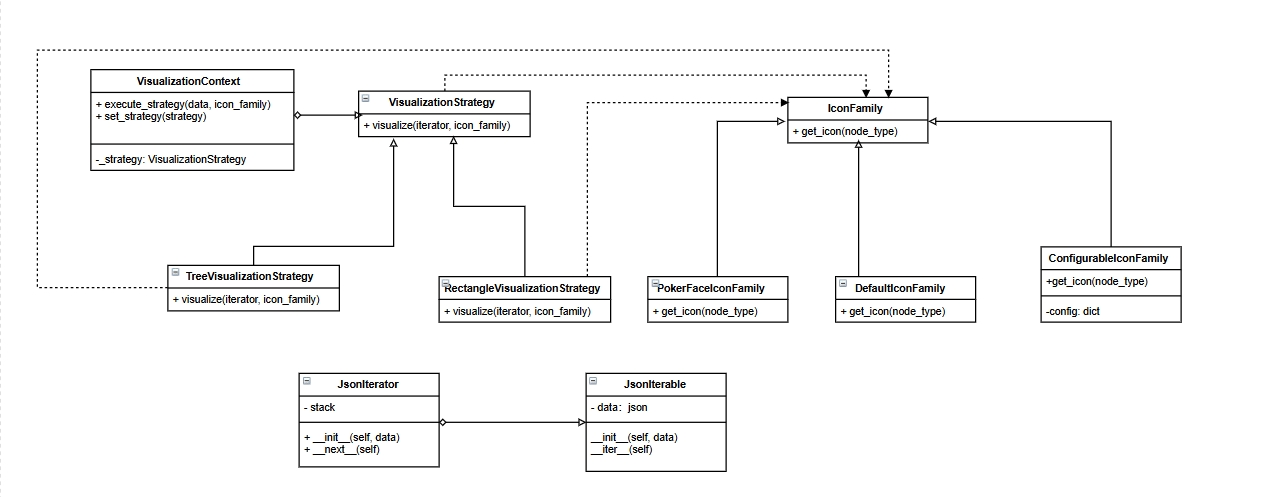 VisualizationContext
+ execute_strategy(data, icon_family)
+ set_strategy(strategy)
-_strategy: VisualizationStrategy
VisualizationStrategy
+ visualize(iterator, icon_family)
IconFamily
+ get_icon(node_type)
TreeVisualizationStrategy
+ visualize(iterator, icon_family)
RectangleVisualizationStrategy
+ visualize(iterator, icon_family)
PokerFaceIconFamily
+ get_icon(node_type)
DefaultIconFamily
+ get_icon(node_type)
ConfigurableIconFamily
+get_icon(node_type)
-config: dict
JsonIterator
- stack
+ __init__(self, data)
+ __next__(self)
JsonIterable
- data: json
__init__(self, data)
__iter__(self)